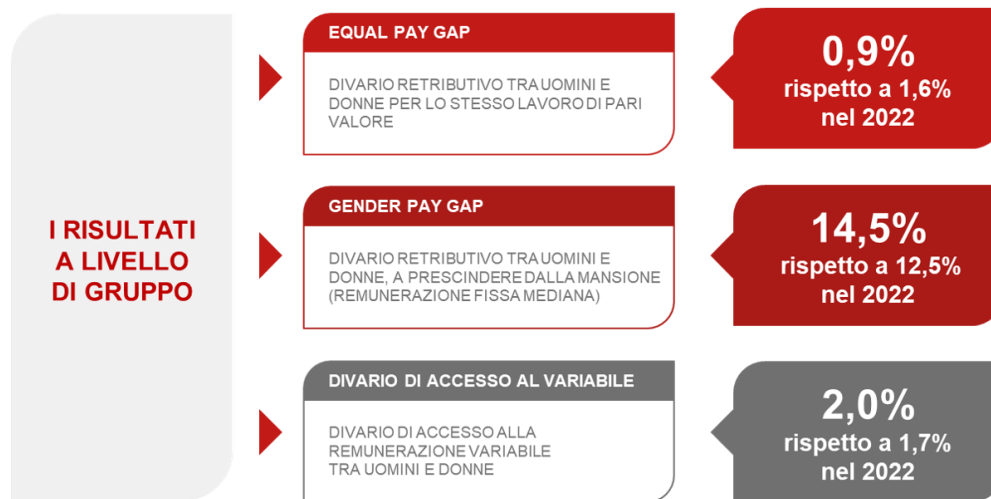 I RISULTATI
A LIVELLO
DI GRUPPO
EQUAL PAY GAP
DIVARIO RETRIBUTIVO TRA UOMINI E
DONNE PER LO STESSO LAVORO DI PARI
VALORE
0,9%
rispetto a 1,6%
nel 2022
GENDER PAY GAP
DIVARIO RETRIBUTIVO TRA UOMINI E
DONNE, A PRESCINDERE DALLA MANSIONE
(REMUNERAZIONE FISSA MEDIANA)
14,5%
rispetto a 12,5%
nel 2022
DIVARIO DI ACCESSO AL VARIABILE
DIVARIO DI ACCESSO ALLA
REMUNERAZIONE VARIABILE
TRA UOMINI E DONNE
2,0%
rispetto a 1,7%
nel 2022